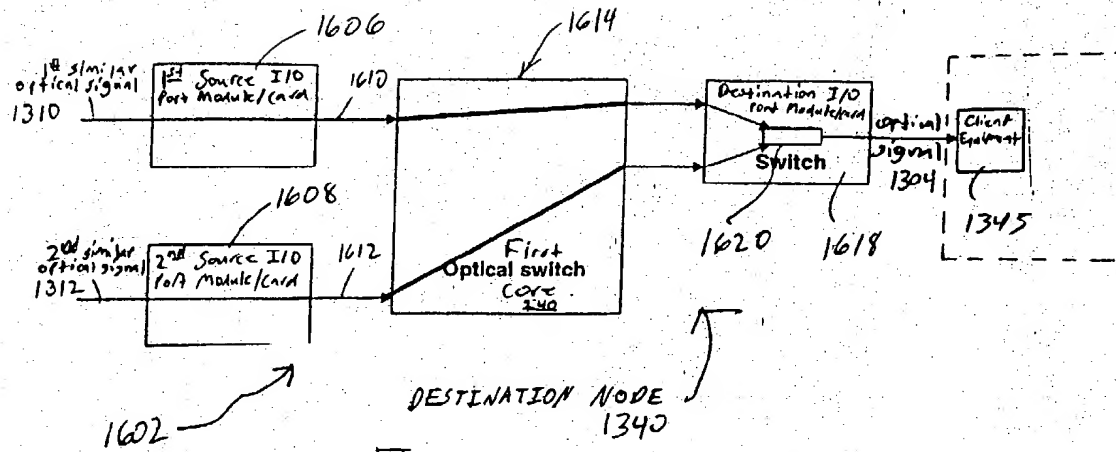 1606
1614
1st similar
optical signal
1310
1st Source I/O
Port Module/Card
1610
Destination I/O
Port Module/Card
Switch
optical
signal
1304
Client
Equipment
1345
1620
1618
1608
2nd similar
optical signal
1312
2nd Source I/O
Port Module/Card
1612
First
Optical switch
Core
240
1602
DESTINATION NODE
1340